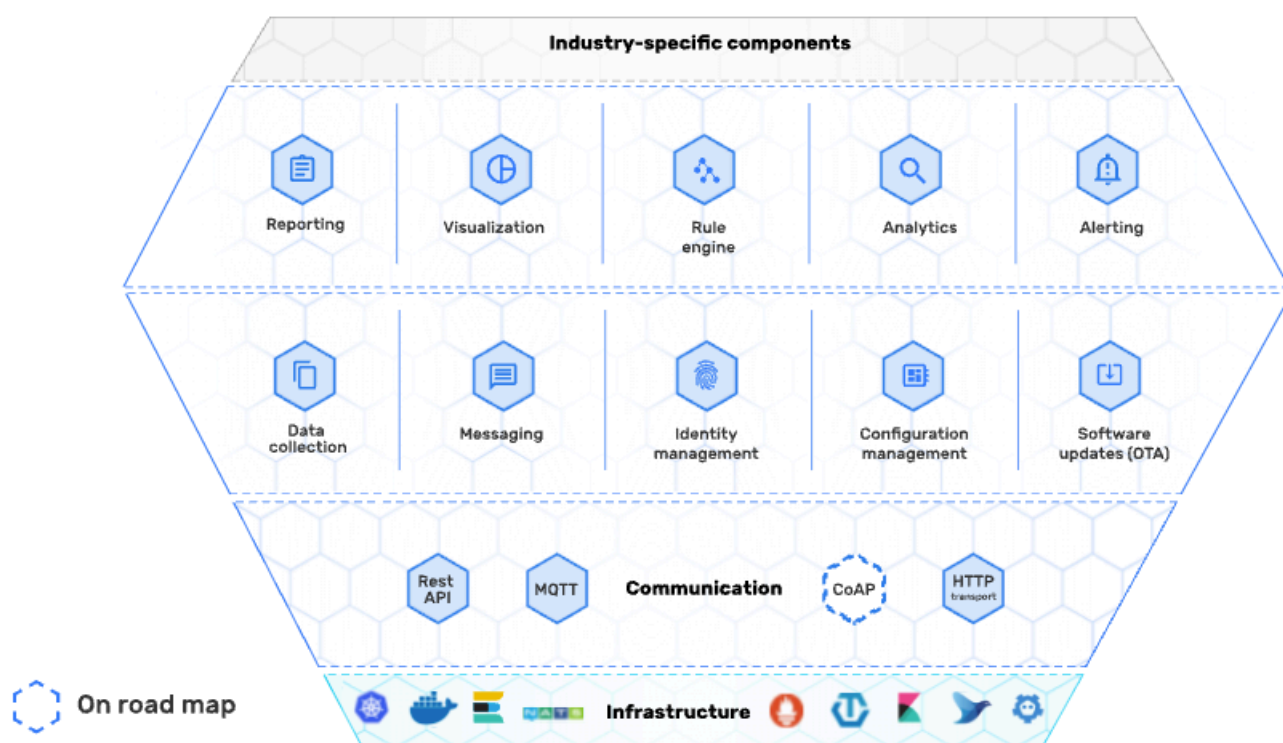 Industry-specific components
Reporting
Visualization
Rule
engine
Analytics
Alerting
Data
collection
Messaging
Identity
management
Configuration
management
Software
updates (OTA)
Rest
API
MQTT
Communication
CoAP
HTTP
transport
On road map
NATS
Infrastructure